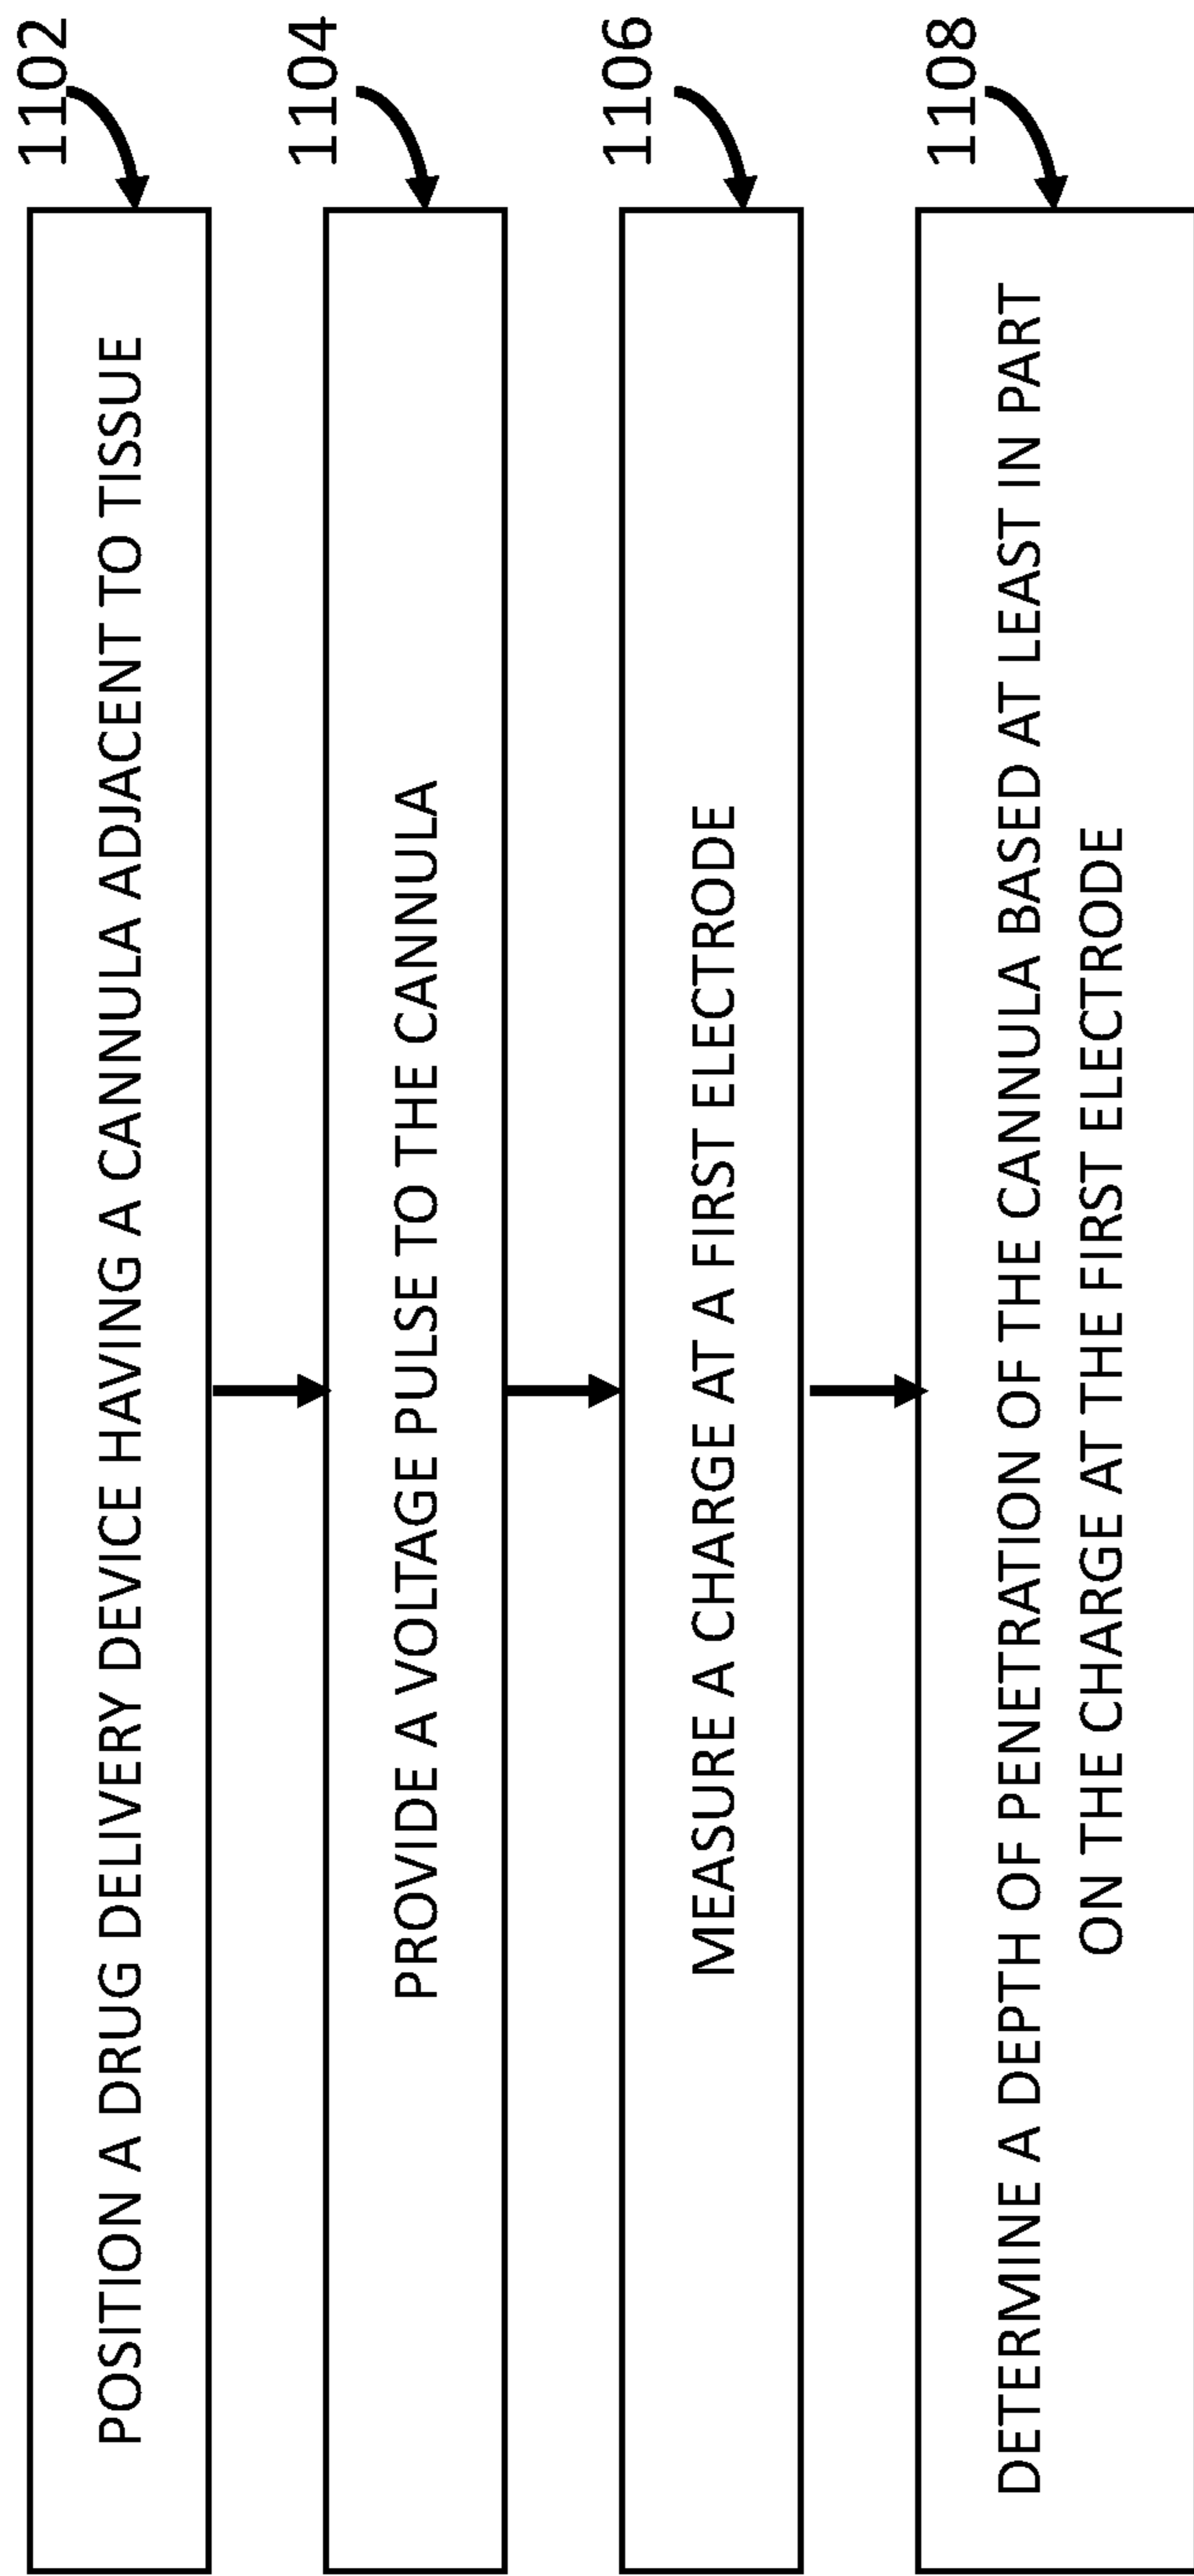 1102
POSITION A DRUG DELIVERY DEVICE HAVING A CANNULA ADJACENT TO TISSUE
1104
PROVIDE A VOLTAGE PULSE TO THE CANNULA
1106
MEASURE A CHARGE AT A FIRST ELECTRODE
1108
DETERMINE A DEPTH OF PENETRATION OF THE CANNULA BASED AT LEAST IN PART
ON THE CHARGE AT THE FIRST ELECTRODE